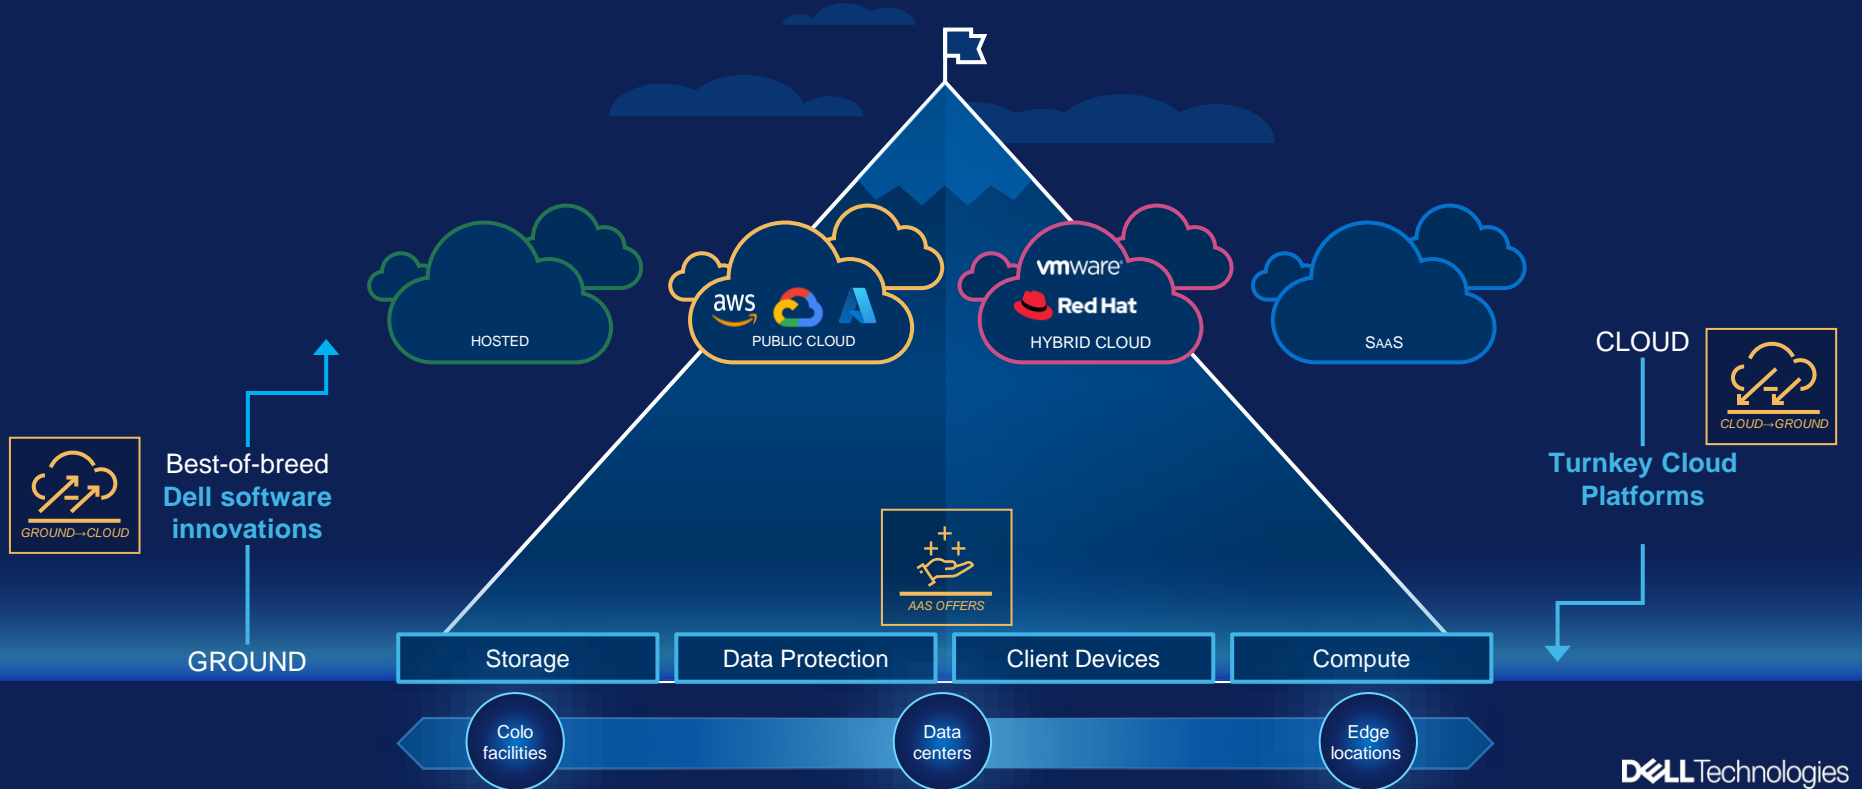 aws
vmware
Red Hat
HOSTED
PUBLIC CLOUD
HYBRID CLOUD
SAAS
CLOUD
CLOUD→GROUND
Best-of-breed
Dell software
innovations
GROUND→CLOUD
Turnkey Cloud
Platforms
AAS OFFERS
GROUND
Storage
Data Protection
Client Devices
Compute
Colo
facilities
Data
centers
Edge
locations
DELLTechnologies